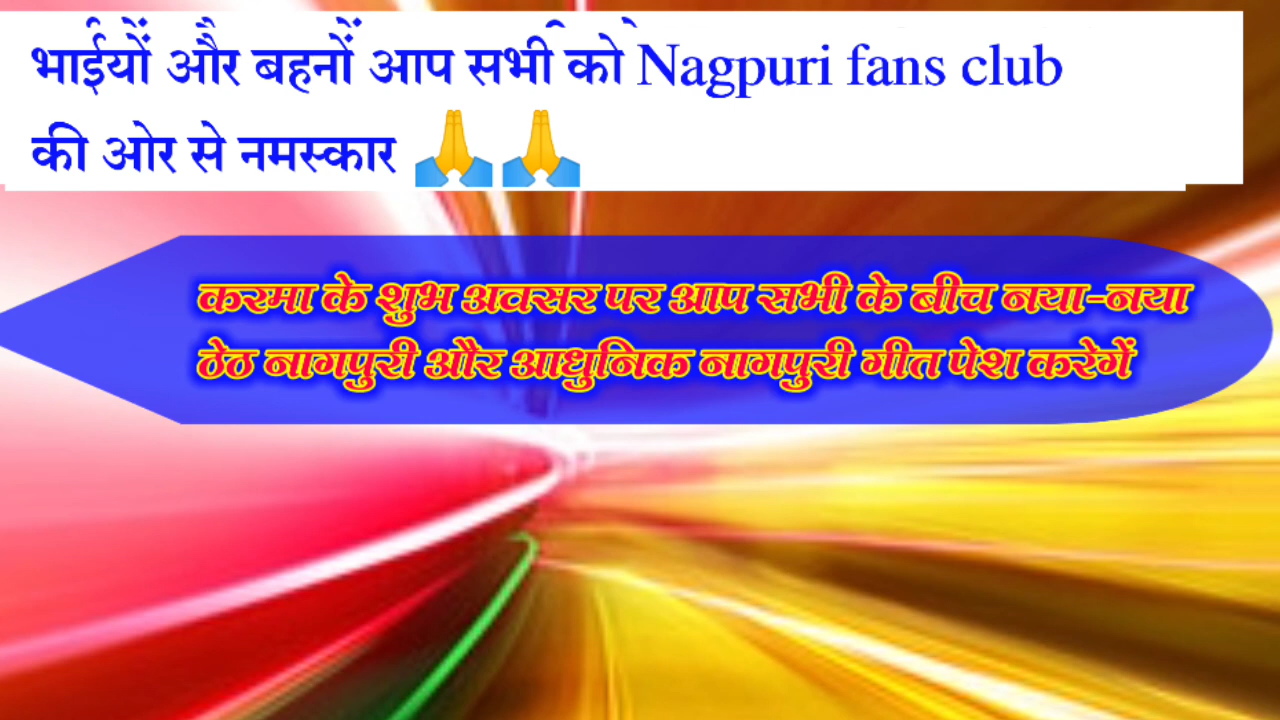 भाईयों और बहनों आप सभी को Nagpuri fans club
की ओर से नमस्कार 🙏🙏
करमा के शुभ अवसर पर आप सभी के बीच नया-नया
ठेठ नागपुरी और आधुनिक नागपुरी गीत पेश करेगें